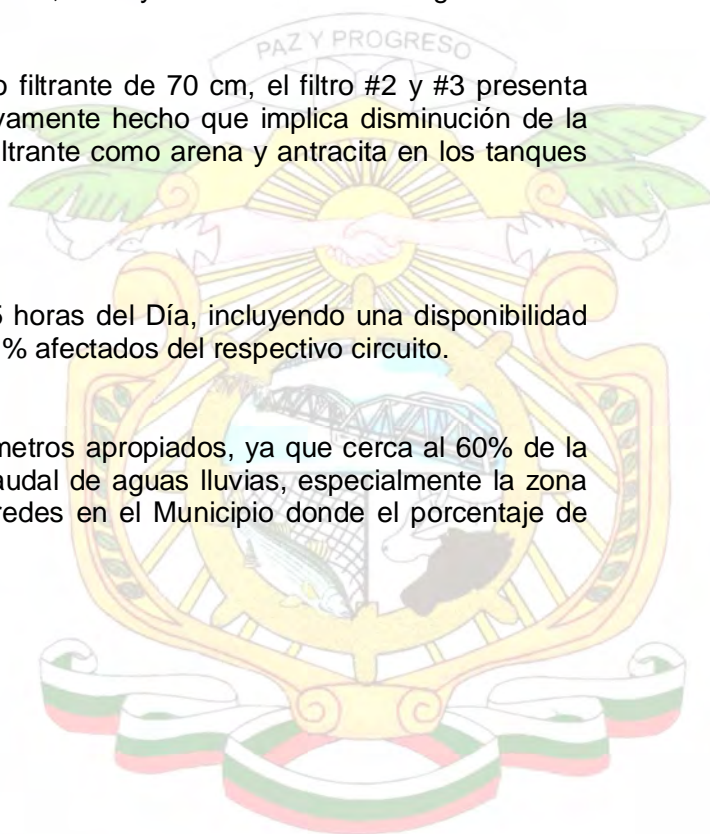 PAZ Y PROGRESO
o filtrante de 70 cm, el filtro #2 y #3 presenta
vamente hecho que implica disminución de la
iltrante como arena y antracita en los tanques
horas del Día, incluyendo una disponibilidad
% afectados del respectivo circuito.
metros apropiados, ya que cerca al 60% de la
audal de aguas lluvias, especialmente la zona
redes en el Municipio donde el porcentaje de